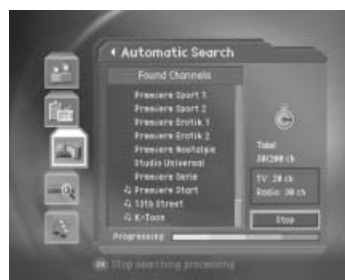 Automatic Search
Found Channels
Premiere Sport 1
Premiere Sport 2
Premiere Erotik 1
Premiere Erotik 2
Premiere Nostalgie
Studio Universal
Premiere Serie
Premiere Start
13th Street
K-Toon
Total
TV: 20 ch
Radio: 30 ch
Stop
Progressing
OK Stop searching processing